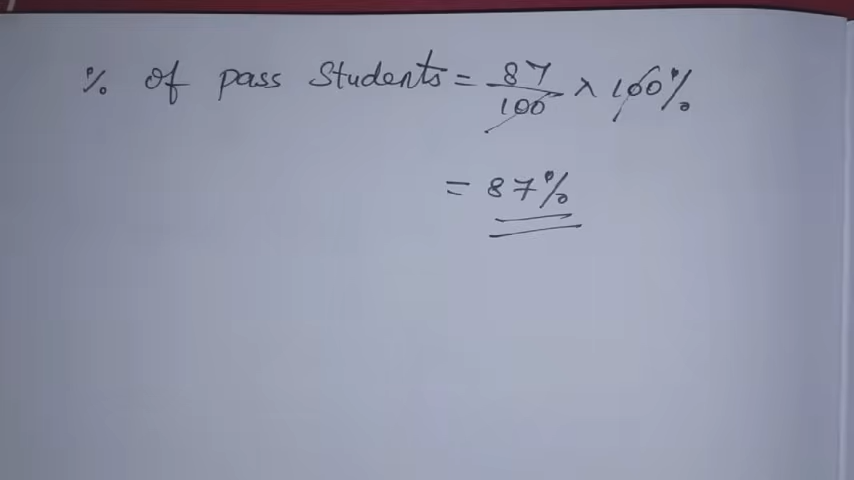 % of pass Students = 87/100 × 100%
= 87%